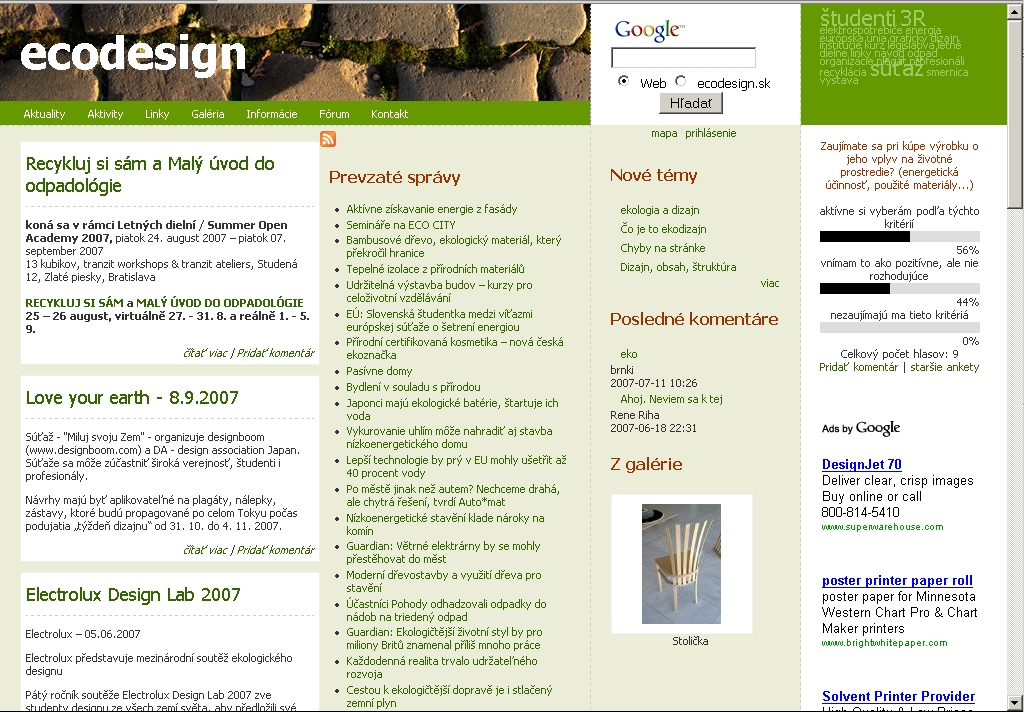 ecodesign
Aktuality Aktivity Linky Galéria Informácie Fórum Kontakt
Recykluj si sám a Malý úvod do
odpadológie
koná sa v rámci Letných dielní / Summer Open
Academy 2007, piatok 24. august 2007 – piatok 07.
september 2007
13 kubikov, tranzit workshops & tranzit ateliers, Studená
12, Zlaté piesky, Bratislava
RECYKLUJ SI SÁM a MALÝ ÚVOD DO ODPADOLÓGIE
25 – 26 august, virtuálně 27. - 31. 8. a reálně 1. - 5.
9.
čítať viac / Pridať komentár
Love your earth - 8.9.2007
Súťaž - "Miluj svoju Zem" - organizuje designboom
(www.designboom.com) a DA - design association Japan.
Súťaže sa môže zúčastniť široká verejnosť, študenti i
profesionáli.
Návrhy majú byť aplikovateľné na plagáty, nálepky,
zástavy, ktoré budú propagované po celom Tokyu počas
podujatia „týždeň dizajnu“ od 31. 10. do 4. 11. 2007.
čítať viac / Pridať komentár
Electrolux Design Lab 2007
Electrolux – 05.06.2007
Electrolux představuje mezinárodní soutěž ekologického
designu
Pátý ročník soutěže Electrolux Design Lab 2007 zve
studenty designu ze všech zemí světa, aby předložili své
Prevzaté správy
Aktívne získavanie energie z fasády
Semináře na ECO CITY
Bambusové dřevo, ekologický materiál, který
překročil hranice
Tepelné izolace z přírodních materiálů
Udržitelná výstavba budov – kurzy pro
celoživotní vzdělávání
EÚ: Slovenská študentka medzi víťazmi
európskej súťaže o šetrení energiou
Přírodní certifikovaná kosmetika – nová česká
ekoznačka
Pasívne domy
Bydlení v souladu s přírodou
Japonci majú ekologické batérie, štartuje ich
voda
Vykurovanie uhlím môže nahradiť aj stavba
nízkoenergetického domu
Lepší technologie by prý v EU mohly ušetřit až
40 procent vody
Po městě jinak než autem? Nechceme drahá,
ale chytrá řešení, tvrdí Auto*mat
Nízkoenergetické stavění klade nároky na
komín
Guardian: Větrné elektrárny by se mohly
přestěhovat do měst
Moderní dřevostavby a využití dřeva pro
stavění
Účastníci Pohody odhadzovali odpadky do
nádob na triedený odpad
Guardian: Ekologičtější životní styl by pro
miliony Britů znamenal příliš mnoho práce
Každodenná realita trvalo udržateľného
rozvoja
Cestou k ekologičtější dopravě je i stlačený
zemní plyn
Google™
Web ecodesign.sk
Hľadať
mapa prihlásenie
Nové témy
ekologia a dizajn
Čo je to ekodizajn
Chyby na stránke
Dizajn, obsah, štruktúra
viac
Posledné komentáre
eko
brnki
2007-07-11 10:26
Ahoj. Neviem sa k tej
Rene Riha
2007-06-18 22:31
Z galérie
Stolička
študenti 3R
elektrospotrebiče energia
európska únia grafický dizajn
inštitúcie kurz legislatíva letné
dielne linky návod odpad
organizácie plagát profesionáli
recyklácia súťaž smernica
výstava
Zaujímate sa pri kúpe výrobku o
jeho vplyv na životné
prostredie? (energetická
účinnosť, použité materiály...)
aktívne si vyberám podľa týchto
kritérií
56%
vnímam to ako pozitívne, ale nie
rozhodujúce
44%
nezaujímajú ma tieto kritériá
0%
Celkový počet hlasov: 9
Pridať komentár | staršie ankety
Ads by Google
DesignJet 70
Deliver clear, crisp images
Buy online or call
800-814-5410
www.superwarehouse.com
poster printer paper roll
poster paper for Minnesota
Western Chart Pro & Chart
Maker printers
www.brightwhitepaper.com
Solvent Printer Provider
High Quality & Low Prices